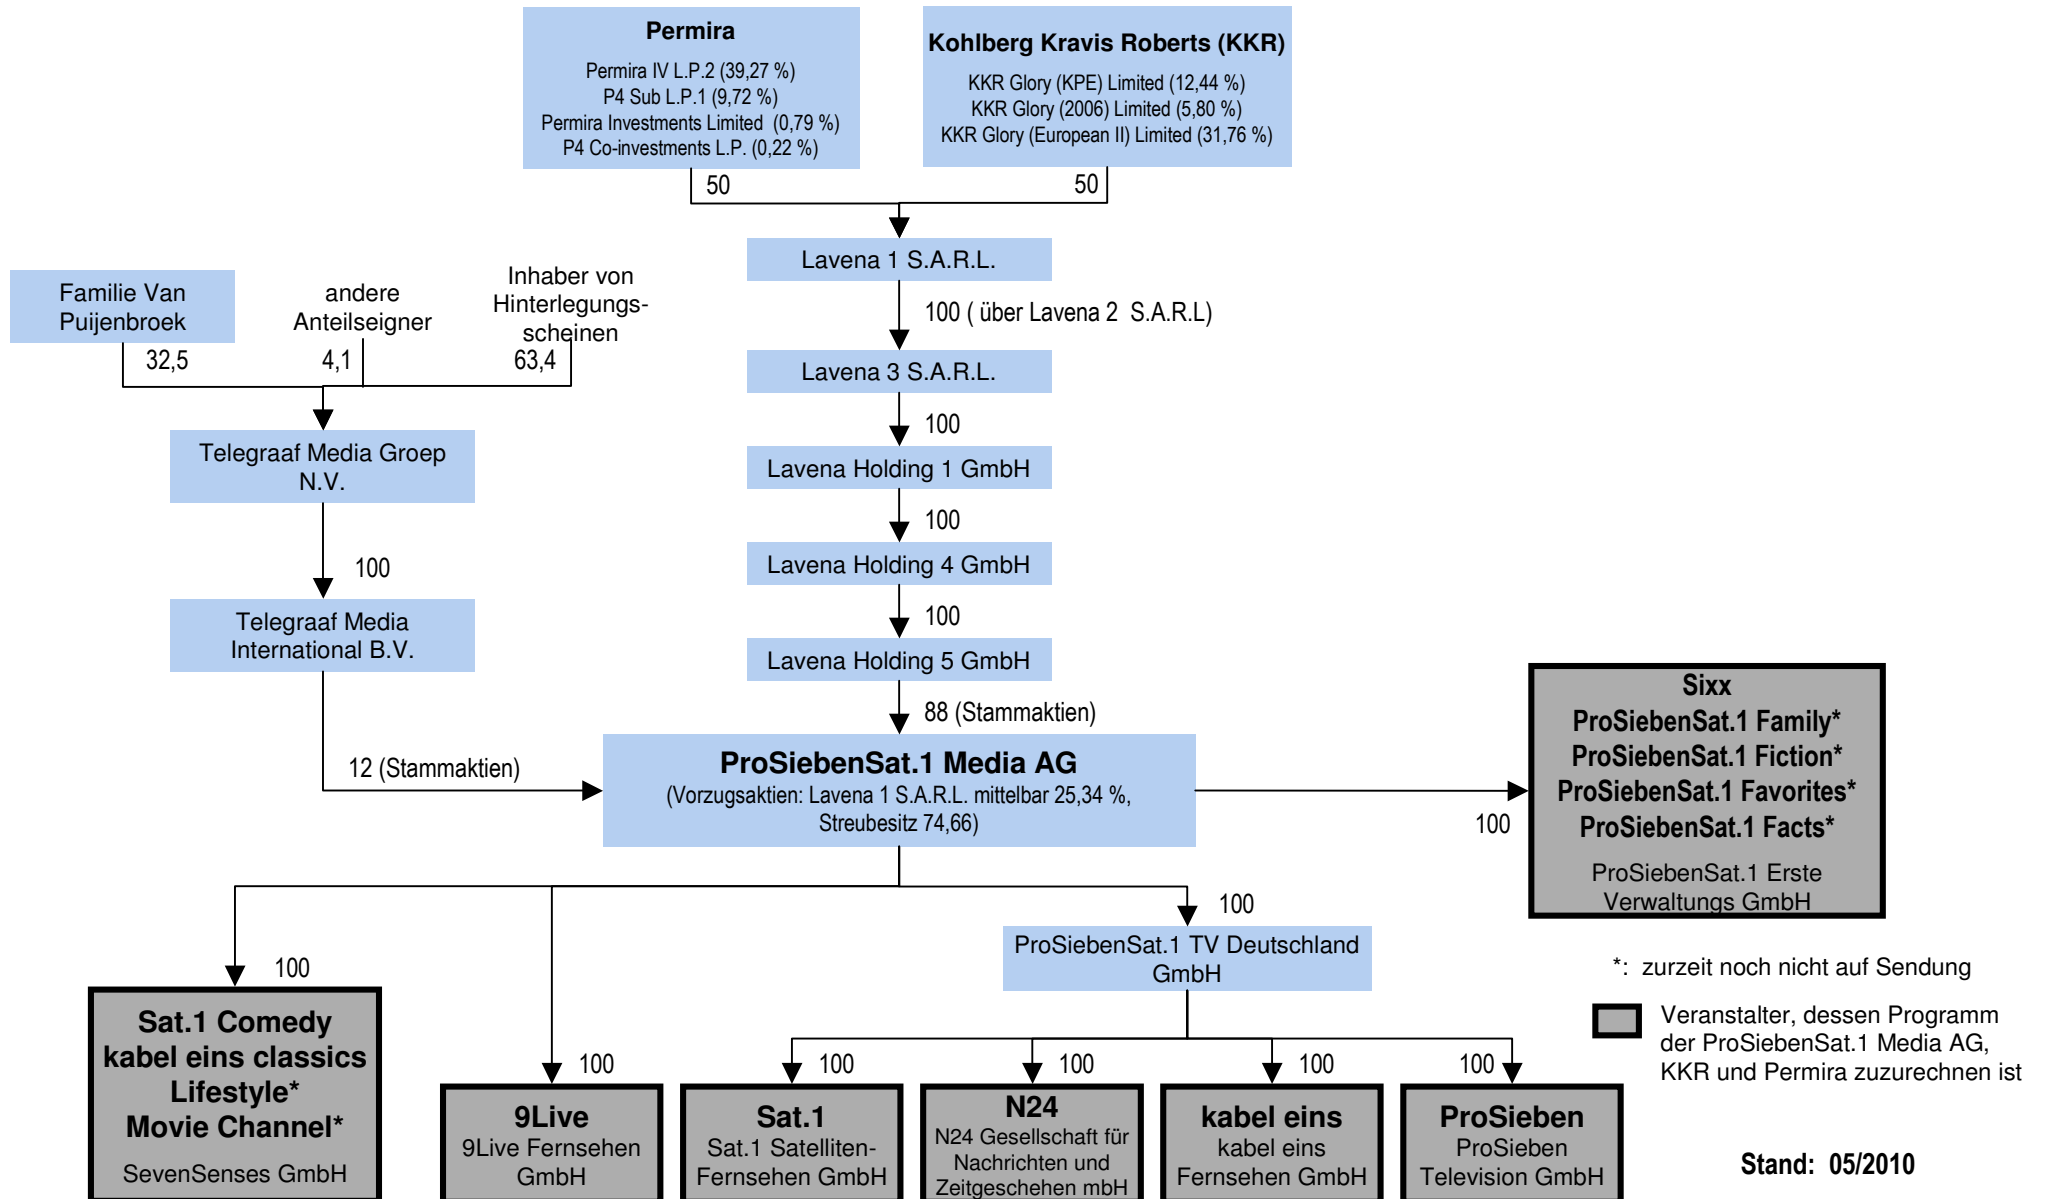 Permira
Permira IV L.P.2 (39,27 %)
P4 Sub L.P.1 (9,72 %)
Permira Investments Limited  (0,79 %)
P4 Co-investments L.P. (0,22 %)
Kohlberg Kravis Roberts (KKR)
KKR Glory (KPE) Limited (12,44 %)
KKR Glory (2006) Limited (5,80 %)
KKR Glory (European II) Limited (31,76 %)
50
50
Lavena 1 S.A.R.L.
100 ( über Lavena 2  S.A.R.L)
Lavena 3 S.A.R.L.
100
Lavena Holding 1 GmbH
100
Lavena Holding 4 GmbH
100
Lavena Holding 5 GmbH
88 (Stammaktien)
Familie Van
Puijenbroek
andere
Anteilseigner
Inhaber von
Hinterlegungs-
scheinen
32,5
4,1
63,4
Telegraaf Media Groep
N.V.
100
Telegraaf Media
International B.V.
12 (Stammaktien)
ProSiebenSat.1 Media AG
(Vorzugsaktien: Lavena 1 S.A.R.L. mittelbar 25,34 %,
Streubesitz 74,66)
100
Sixx
ProSiebenSat.1 Family*
ProSiebenSat.1 Fiction*
ProSiebenSat.1 Favorites*
ProSiebenSat.1 Facts*
ProSiebenSat.1 Erste
Verwaltungs GmbH
100
ProSiebenSat.1 TV Deutschland
GmbH
100
Sat.1 Comedy
kabel eins classics
Lifestyle*
Movie Channel*
SevenSenses GmbH
100
9Live
9Live Fernsehen
GmbH
100
Sat.1
Sat.1 Satelliten-
Fernsehen GmbH
100
N24
N24 Gesellschaft für
Nachrichten und
Zeitgeschehen mbH
100
kabel eins
kabel eins
Fernsehen GmbH
100
ProSieben
ProSieben
Television GmbH
*:  zurzeit noch nicht auf Sendung
Veranstalter, dessen Programm
der ProSiebenSat.1 Media AG,
KKR und Permira zuzurechnen ist
Stand:  05/2010